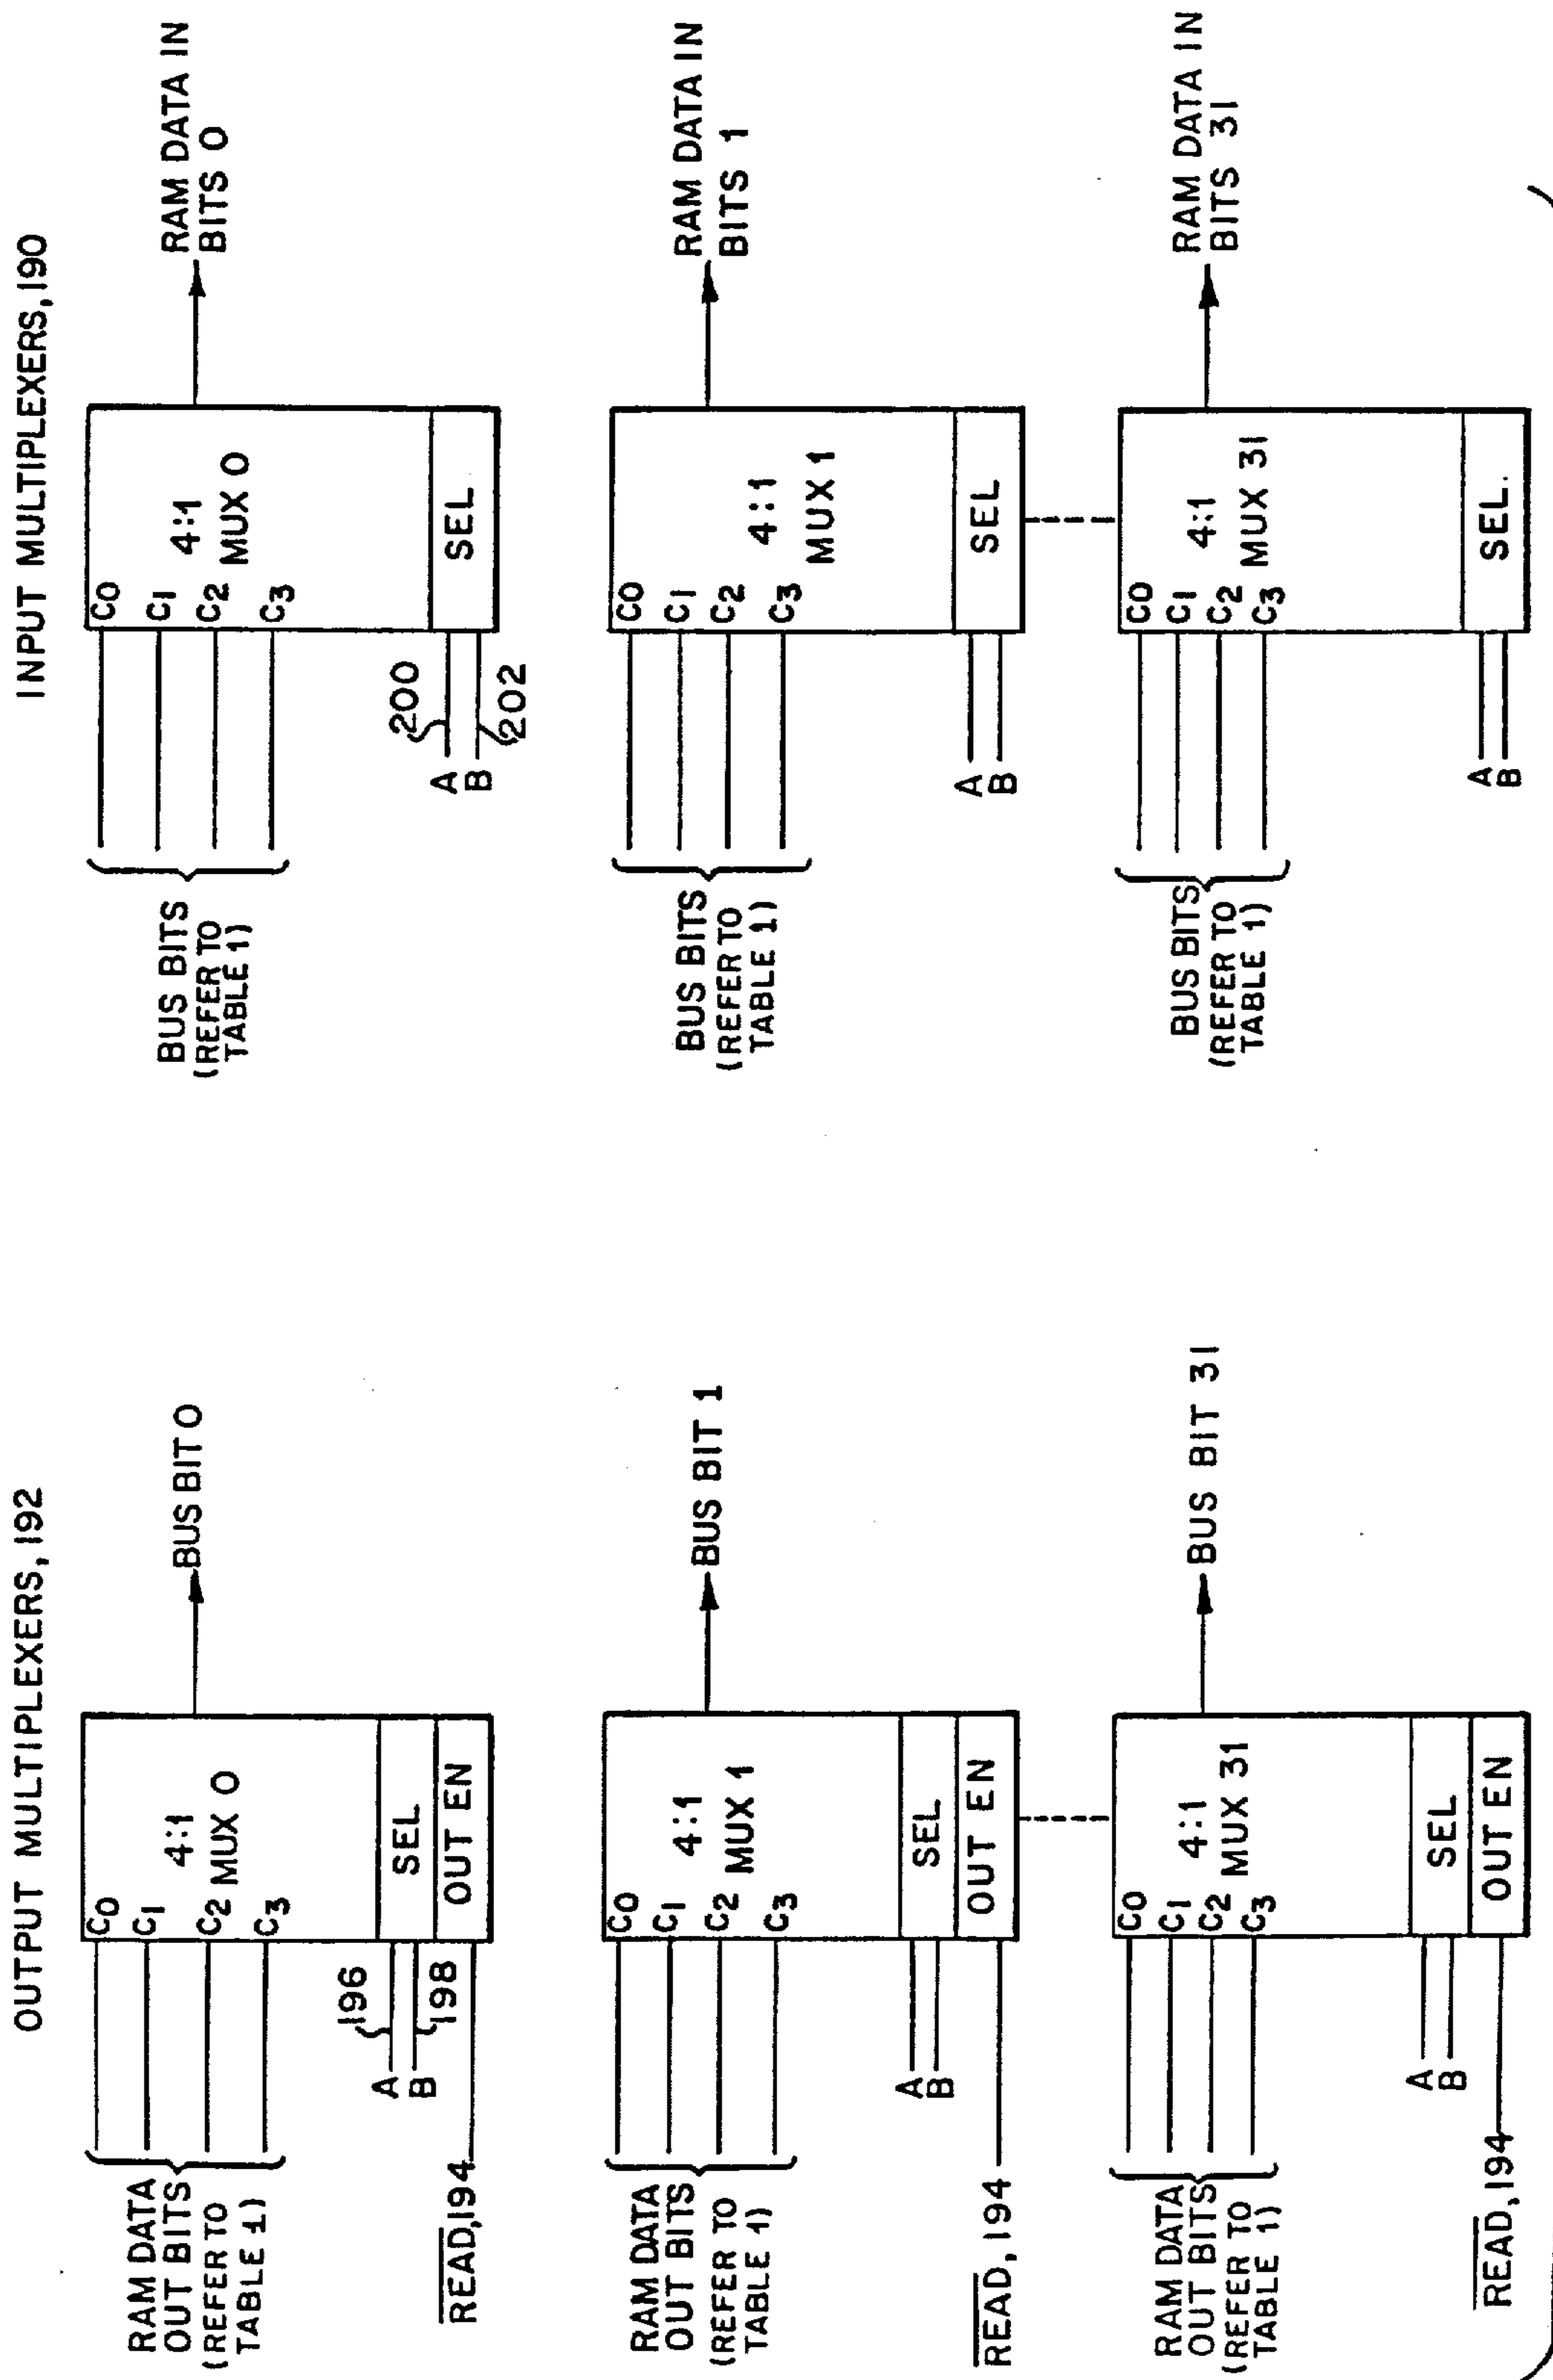 OUTPUT MULTIPLEXERS, 192
RAM DATA
OUT BITS
(REFER TO
TABLE 1)
C0
C1
C2
C3
4:1
MUX 0
BUS BIT 0
196
A
B
198
SEL
READ, 194
OUT EN
RAM DATA
OUT BITS
(REFER TO
TABLE 1)
C0
C1
C2
C3
4:1
MUX 1
BUS BIT 1
A
B
SEL
READ, 194
OUT EN
RAM DATA
OUT BITS
(REFER TO
TABLE 1)
C0
C1
C2
C3
4:1
MUX 31
BUS BIT 31
A
B
SEL
READ, 194
OUT EN
INPUT MULTIPLEXERS, 190
BUS BITS
(REFER TO
TABLE 1)
C0
C1
C2
C3
4:1
MUX 0
RAM DATA IN
BITS 0
200
A
B
202
SEL
BUS BITS
(REFER TO
TABLE 1)
C0
C1
C2
C3
4:1
MUX 1
RAM DATA IN
BITS 1
A
B
SEL
BUS BITS
(REFER TO
TABLE 1)
C0
C1
C2
C3
4:1
MUX 31
RAM DATA IN
BITS 31
A
B
SEL.